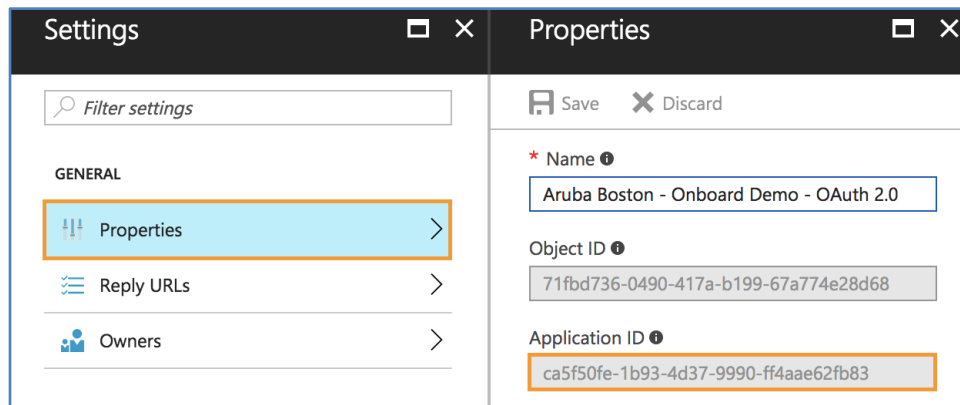 Settings
Filter settings
GENERAL
Properties
Reply URLs
Owners
Properties
Save Discard
* Name
Aruba Boston - Onboard Demo - OAuth 2.0
Object ID
71fbd736-0490-417a-b199-67a774e28d68
Application ID
ca5f50fe-1b93-4d37-9990-ff4aae62fb83